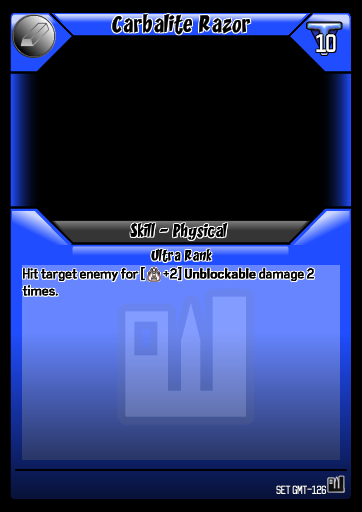 Carbalite Razor
10
Skill - Physical
Ultra Rank
Hit target enemy for [ +2] Unblockable damage 2
times.
SET GMT-126